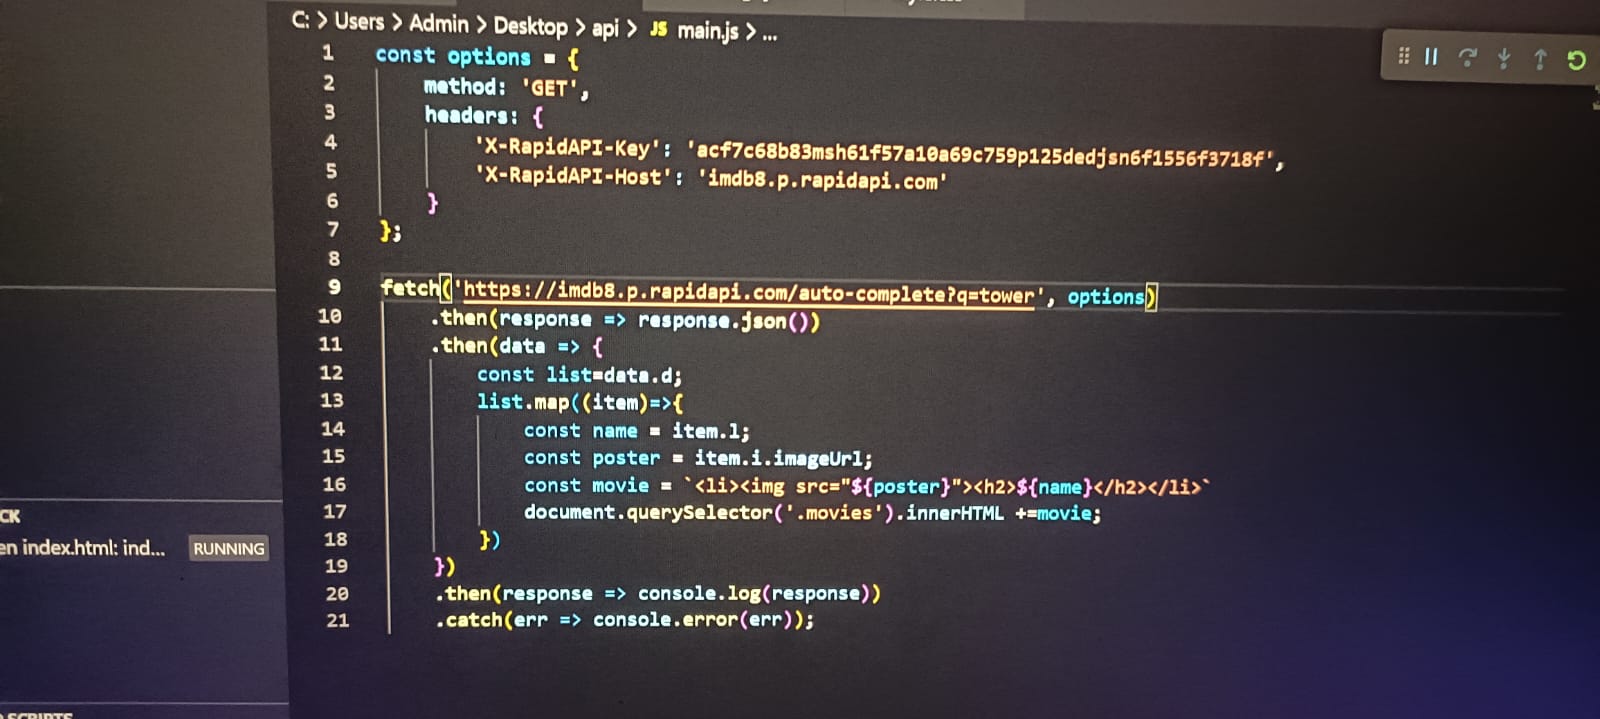 C: > Users > Admin > Desktop > api > JS main.js > ...
1 const options = {
2 method: 'GET',
3 headers: {
4 'X-RapidAPI-Key': 'acf7c68b83msh61f57a10a69c759p125dedjsn6f1556f3718f',
5 'X-RapidAPI-Host': 'imdb8.p.rapidapi.com'
6 }
7 };
8
9 fetch('https://imdb8.p.rapidapi.com/auto-complete?q=tower', options)
10 .then(response => response.json())
11 .then(data => {
12 const list=data.d;
13 list.map((item)=>{
14 const name = item.l;
15 const poster = item.i.imageUrl;
16 const movie = `<li><img src="${poster}"><h2>${name}</h2></li>`
17 document.querySelector('.movies').innerHTML +=movie;
18 })
19 })
20 .then(response => console.log(response))
21 .catch(err => console.error(err));
CK
en index.html: ind... RUNNING
SCRIPTS